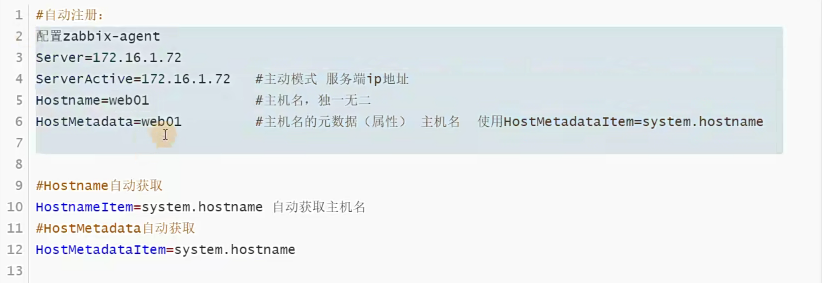 1 #自动注册:
2 配置zabbix-agent
3 Server=172.16.1.72
4 ServerActive=172.16.1.72 #主动模式 服务端ip地址
5 Hostname=web01 #主机名，独一无二
6 HostMetadata=web01 #主机名的元数据（属性） 主机名 使用HostMetadataItem=system.hostname
7
8
9 #Hostname自动获取
10 HostnameItem=system.hostname 自动获取主机名
11 #HostMetadata自动获取
12 HostMetadataItem=system.hostname
13